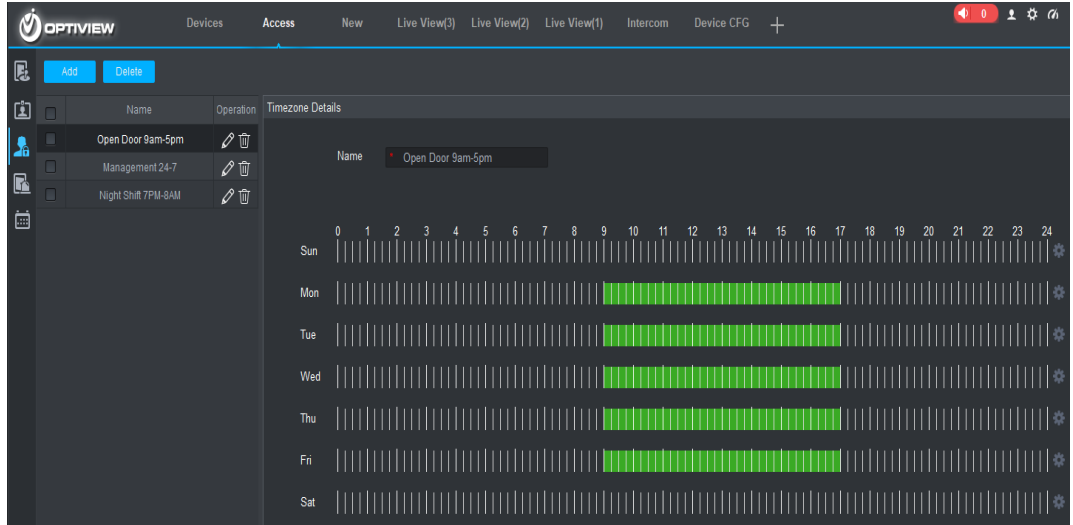 OPTIVIEW Devices Access New Live View(3) Live View(2) Live View(1) Intercom Device CFG + 0
Add Delete
Name Operation Timezone Details
Open Door 9am-5pm
Management 24-7
Night Shift 7PM-8AM
Name * Open Door 9am-5pm
0 1 2 3 4 5 6 7 8 9 10 11 12 13 14 15 16 17 18 19 20 21 22 23 24
Sun
Mon
Tue
Wed
Thu
Fri
Sat